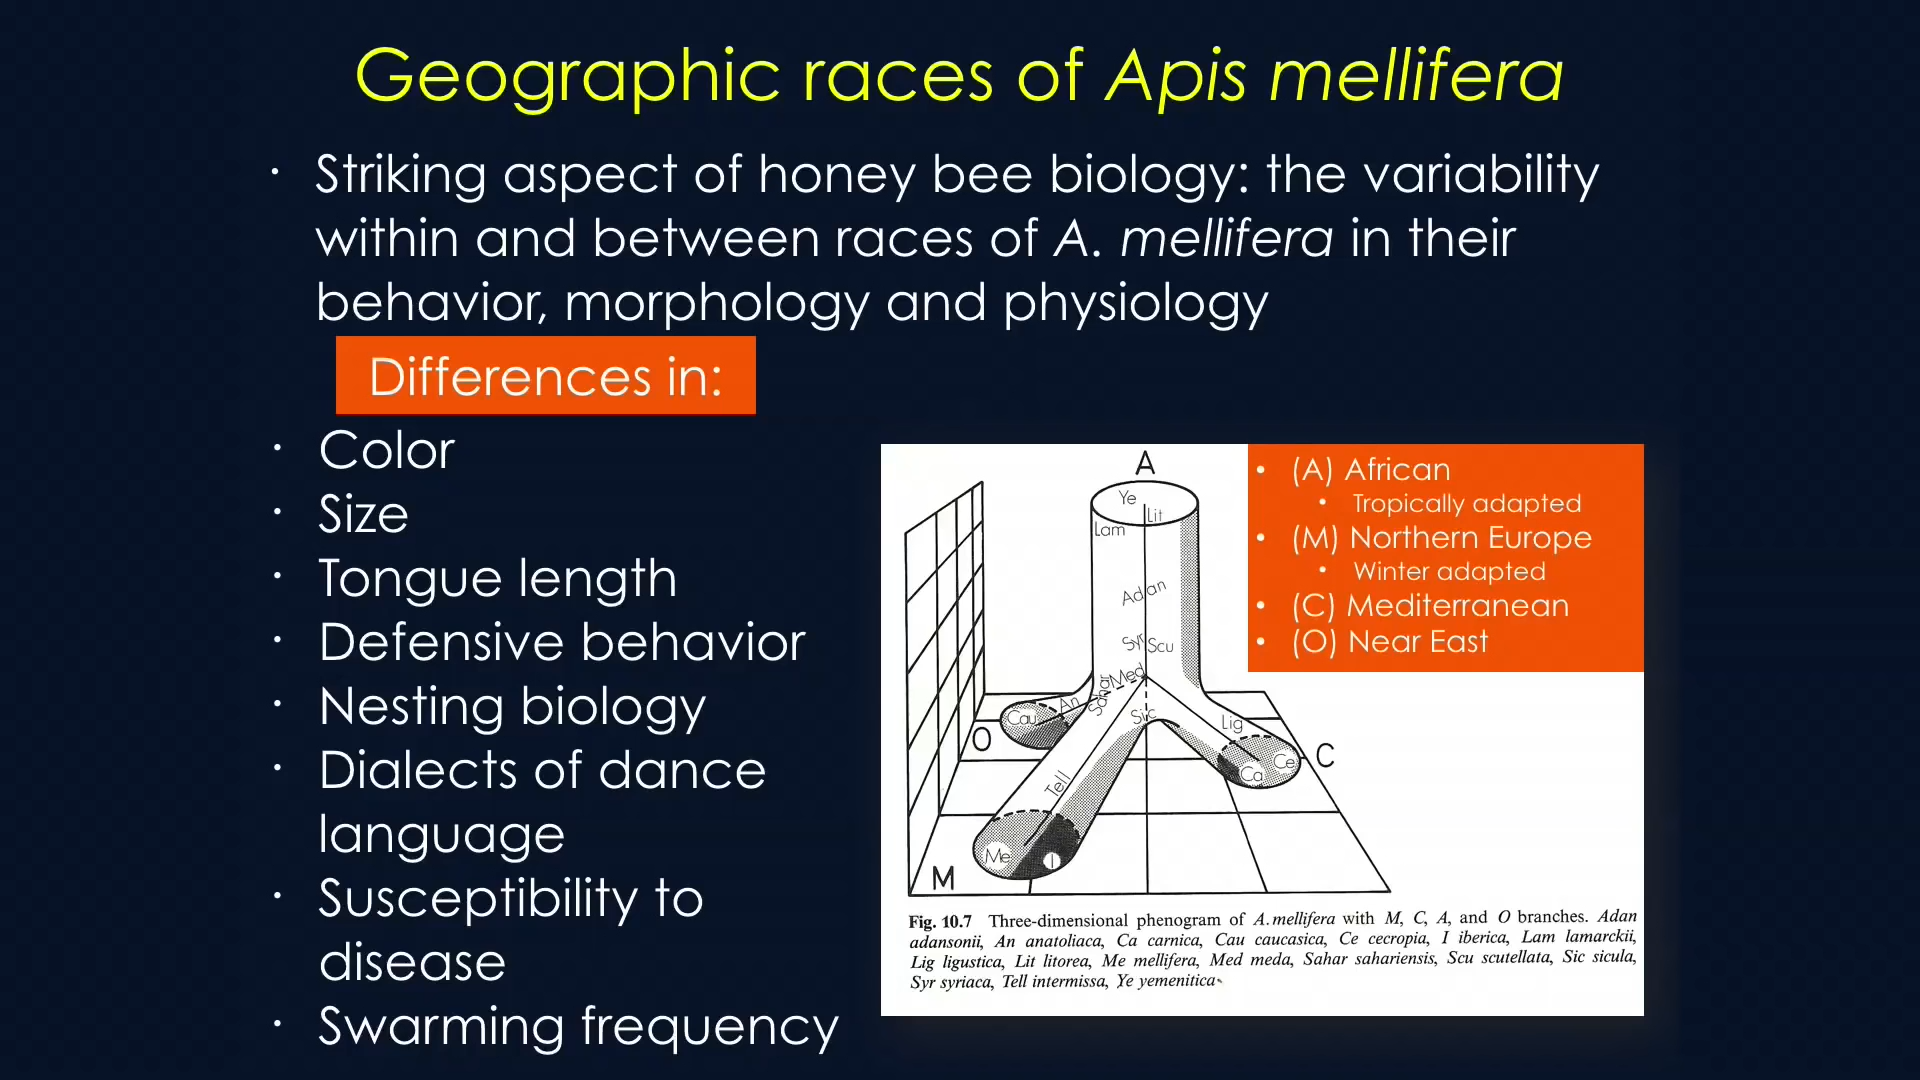 Geographic races of Apis mellifera
· Striking aspect of honey bee biology: the variability
within and between races of A. mellifera in their
behavior, morphology and physiology
Differences in:
· Color
· Size
· Tongue length
· Defensive behavior
· Nesting biology
· Dialects of dance
language
· Susceptibility to
disease
· Swarming frequency
• (A) African
• Tropically adapted
• (M) Northern Europe
• Winter adapted
• (C) Mediterranean
• (O) Near East
A
Ye
Lit
Lam
Adan
Syr
Scu
Med
Sahar
An
Cau
O
Sic
Lig
C
Ce
Ca
Tell
Me
I
M
Fig. 10.7 Three-dimensional phenogram of A. mellifera with M, C, A, and O branches. Adan
adansonii, An anatoliaca, Ca carnica, Cau caucasica, Ce cecropia, I iberica, Lam lamarckii,
Lig ligustica, Lit litorea, Me mellifera, Med meda, Sahar sahariensis, Scu scutellata, Sic sicula,
Syr syriaca, Tell intermissa, Ye yemenitica